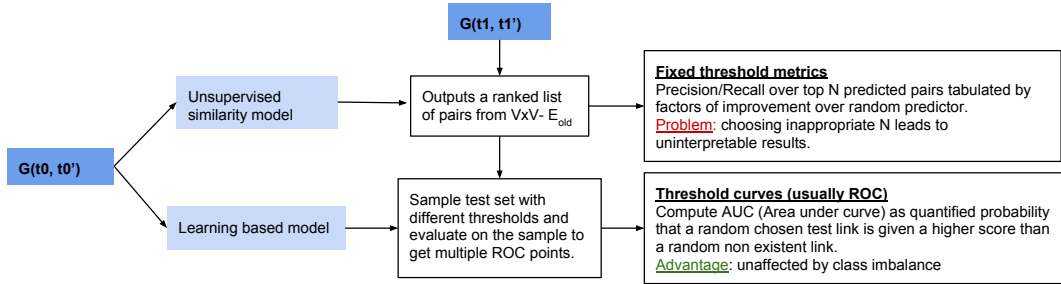 G(t1, t1’)
Unsupervised
similarity model
Outputs a ranked list
of pairs from VxV- E_old
Fixed threshold metrics
Precision/Recall over top N predicted pairs tabulated by
factors of improvement over random predictor.
Problem: choosing inappropriate N leads to
uninterpretable results.
G(t0, t0’)
Learning based model
Sample test set with
different thresholds and
evaluate on the sample to
get multiple ROC points.
Threshold curves (usually ROC)
Compute AUC (Area under curve) as quantified probability
that a random chosen test link is given a higher score than
a random non existent link.
Advantage: unaffected by class imbalance